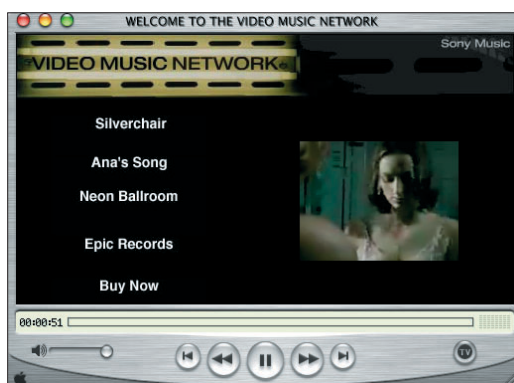 WELCOME TO THE VIDEO MUSIC NETWORK
Sony Music
VIDEO MUSIC NETWORK
Silverchair
Ana's Song
Neon Ballroom
Epic Records
Buy Now
00:00:51
TV